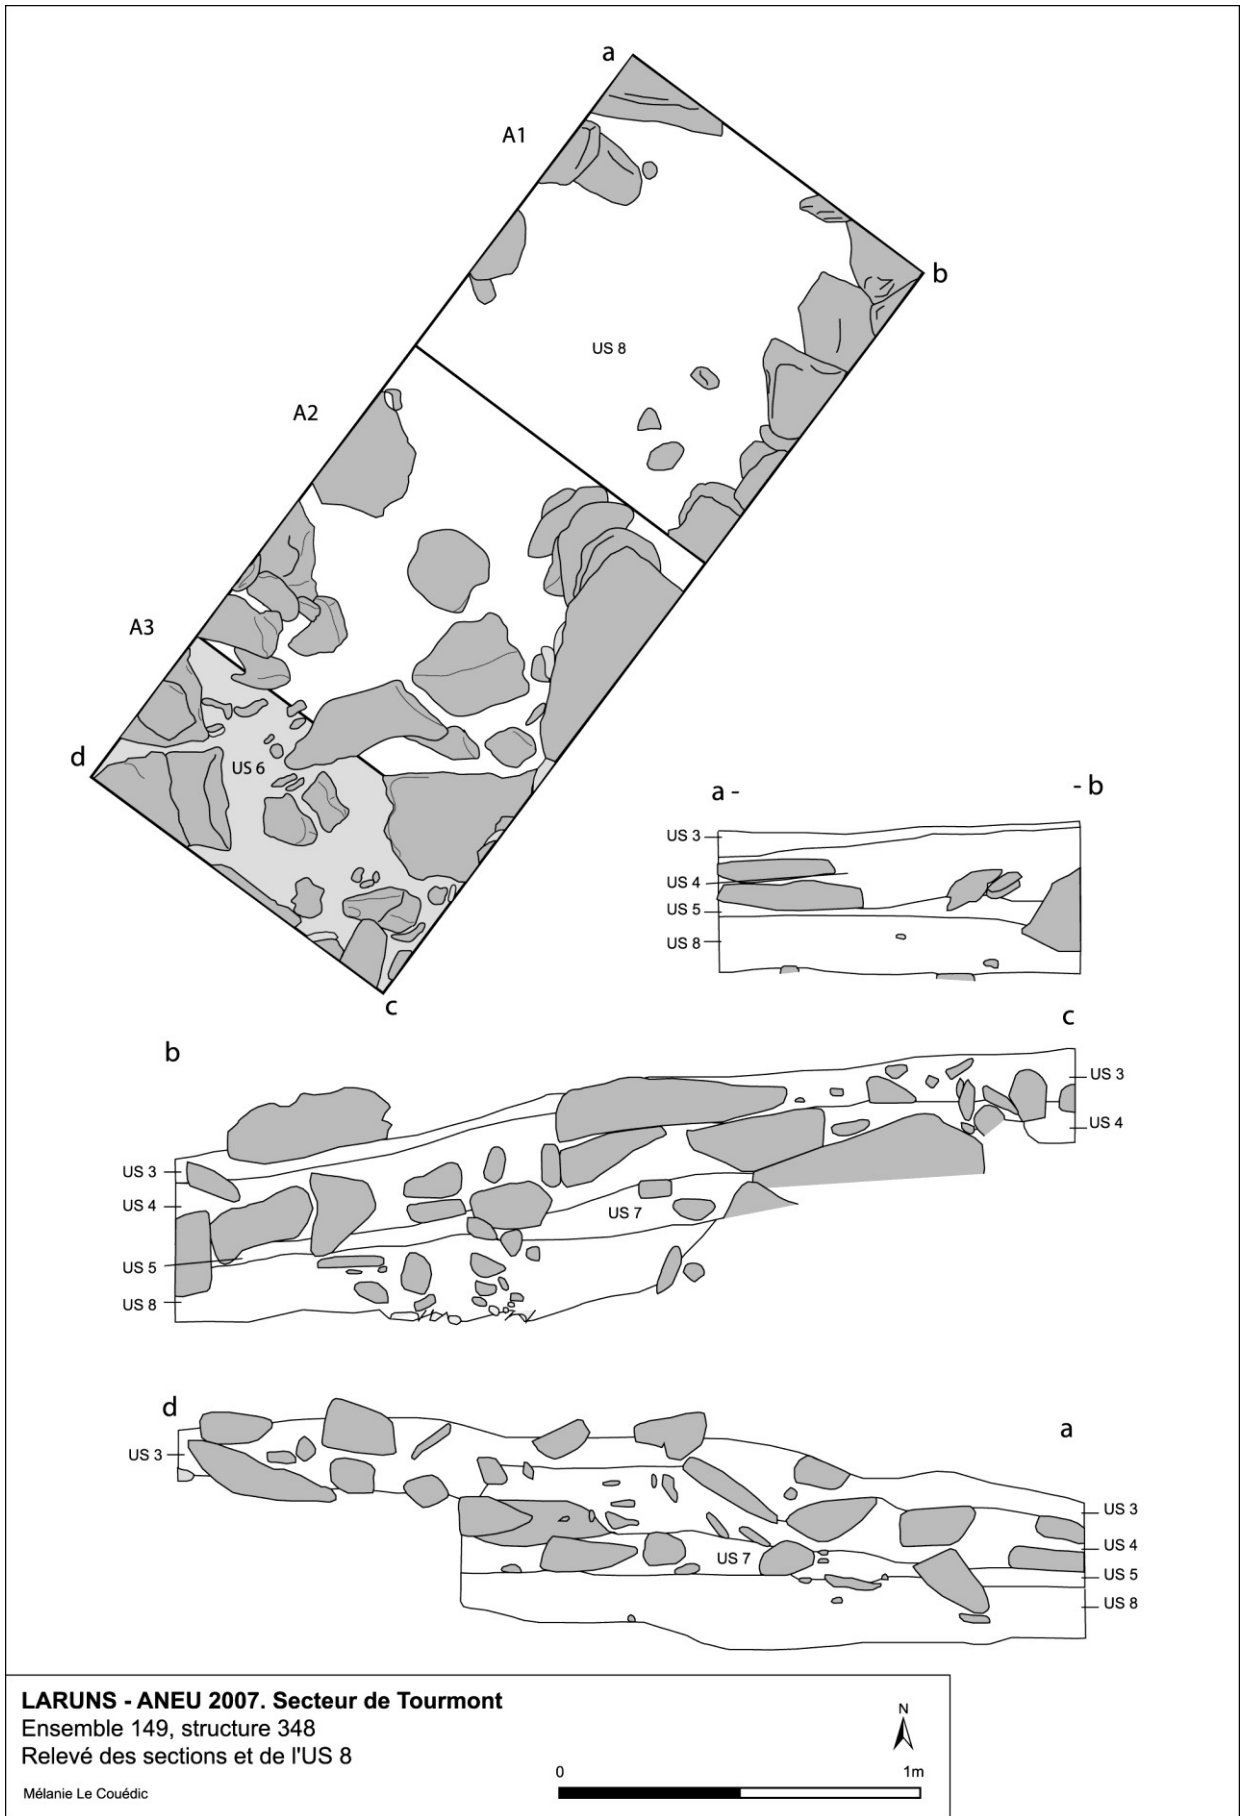 a
A1
b
US 8
A2
A3
d
US 6
c
a -
- b
US 3
US 4
US 5
US 8
b
c
US 3
US 4
US 3
US 4
US 7
US 5
US 8
d
a
US 3
US 3
US 4
US 7
US 5
US 8
LARUNS - ANEU 2007. Secteur de Tourmont
Ensemble 149, structure 348
Relevé des sections et de l'US 8
Mélanie Le Couédic
N
0 1m